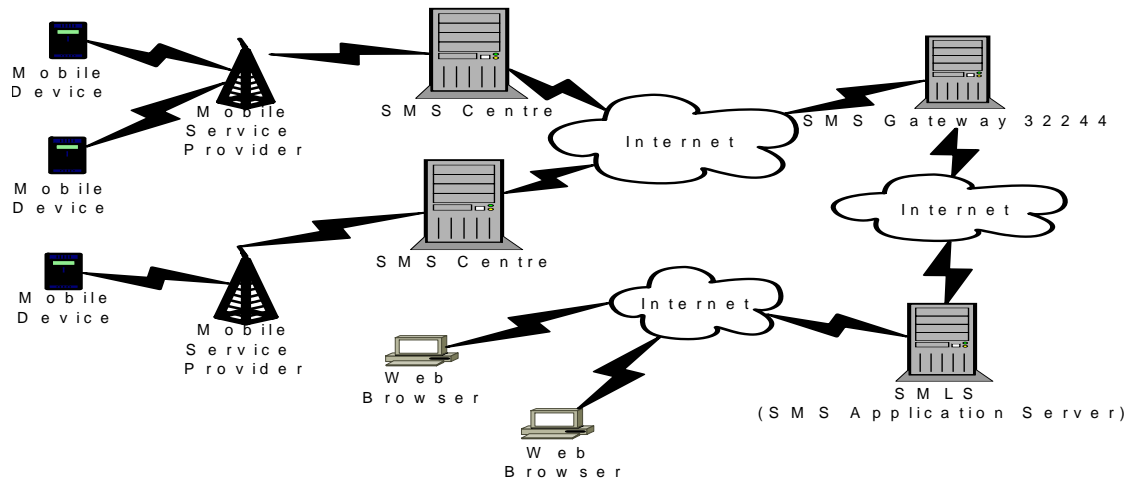 Mobile
Device
Mobile
Service
Provider
SMS Centre
Internet
SMS Gateway 32244
Mobile
Device
Internet
SMS Centre
Mobile
Device
Mobile
Service
Provider
Internet
Web
Browser
SMLS
(SMS Application Server)
Web
Browser